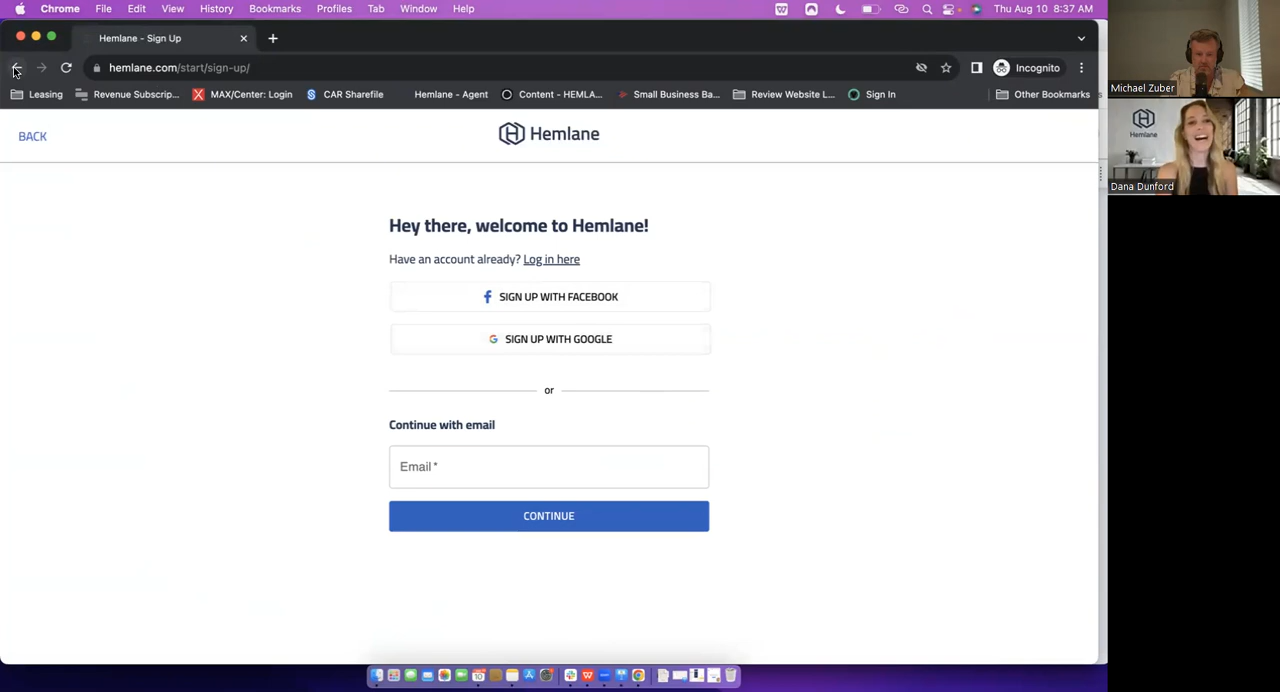 Chrome File Edit View History Bookmarks Profiles Tab Window Help Thu Aug 10 8:37 AM
Hemlane - Sign Up
hemlane.com/start/sign-up/ Incognito
Leasing Revenue Subscrip... MAX/Center: Login CAR Sharefile Hemlane - Agent Content - HEMLA... Small Business Ba... Review Website L... Sign In Other Bookmarks
Michael Zuber
Hemlane
Dana Dunford
BACK
Hemlane
Hey there, welcome to Hemlane!
Have an account already? Log in here
SIGN UP WITH FACEBOOK
SIGN UP WITH GOOGLE
or
Continue with email
Email *
CONTINUE